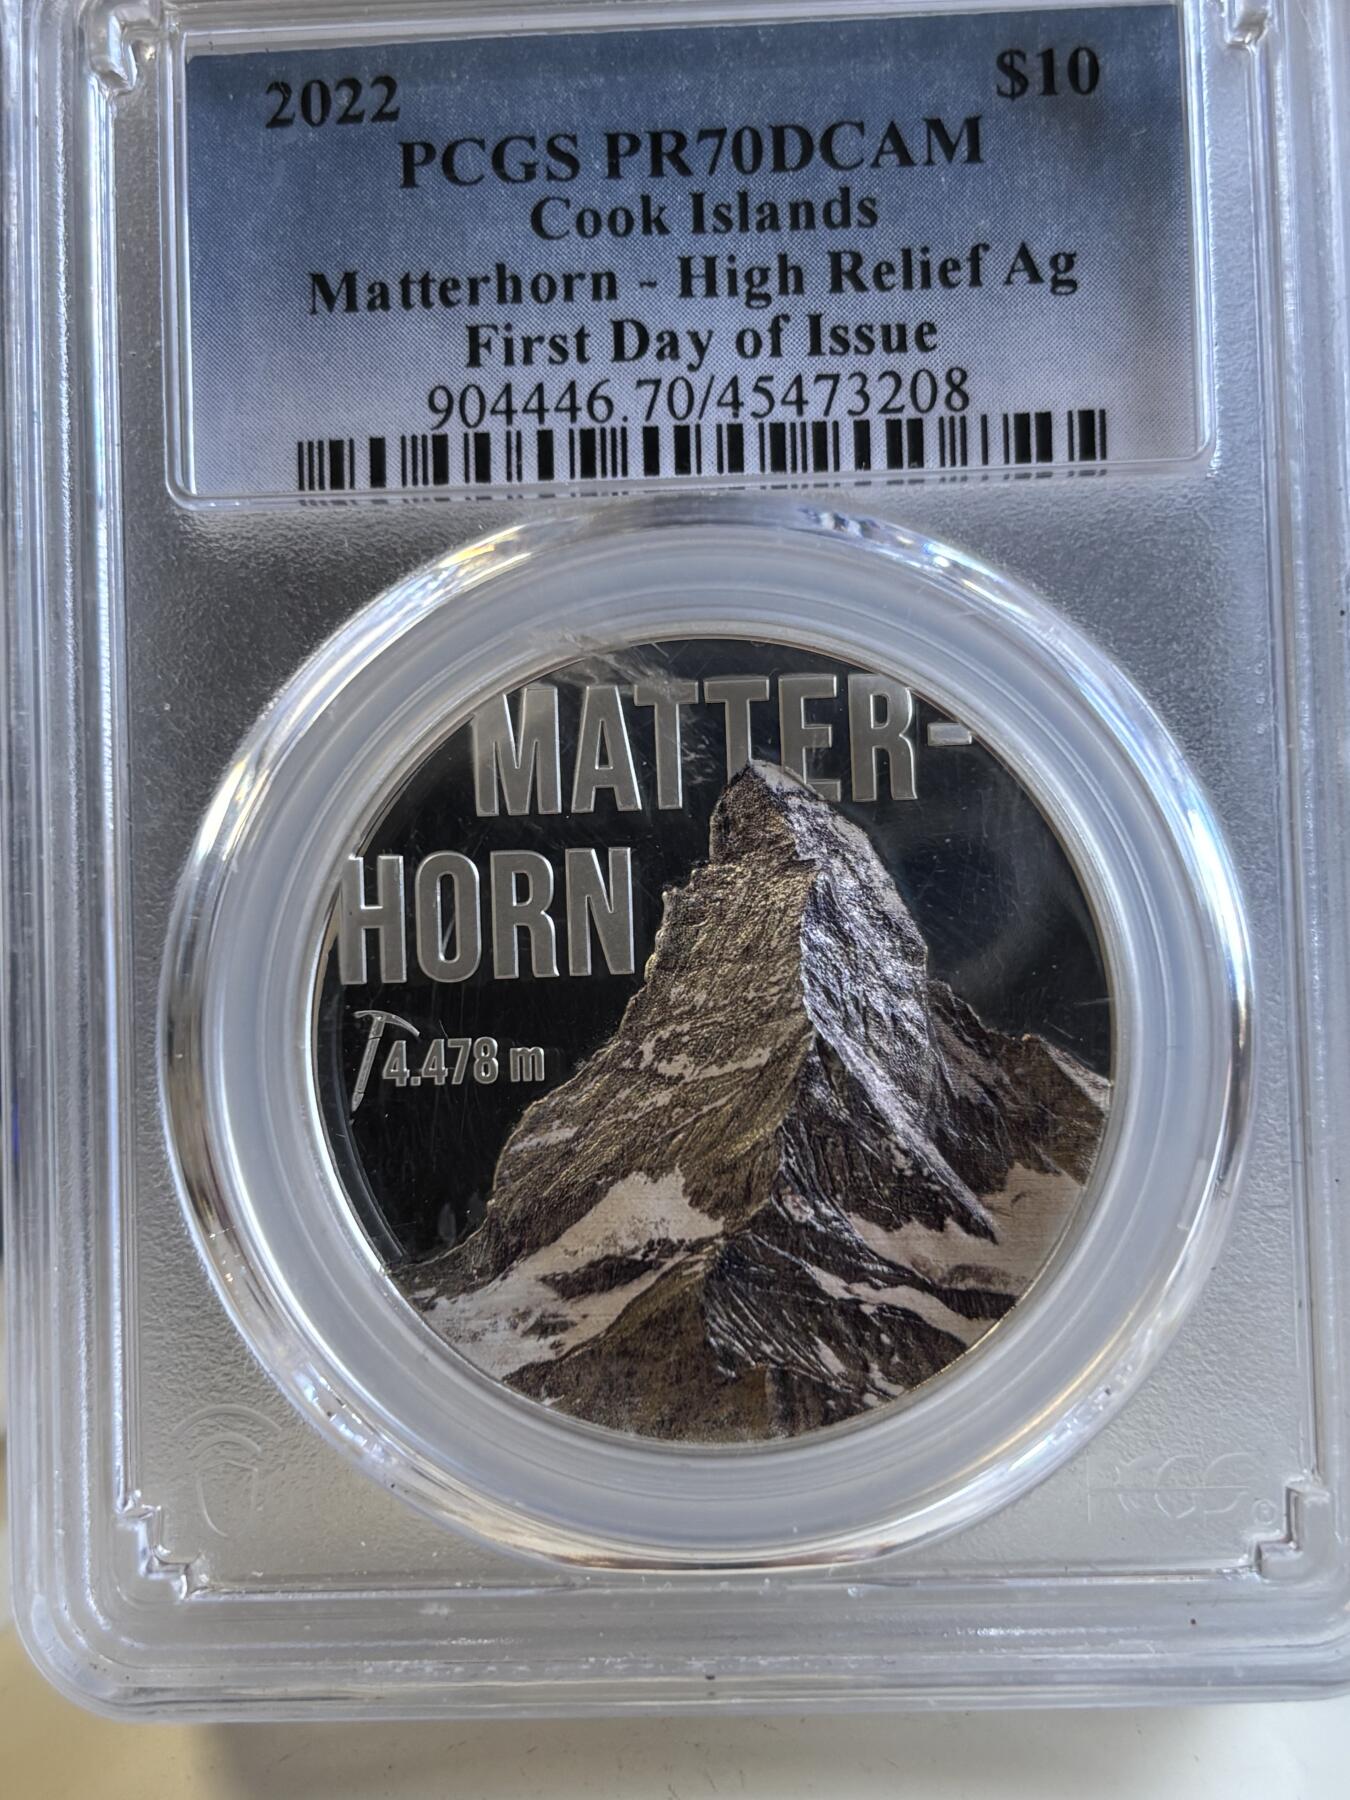 2022 $10
PCGS PR70DCAM
Cook Islands
Matterhorn - High Relief Ag
First Day of Issue
904446.70/45473208
MATTER-
HORN
4.478 m
PCGS